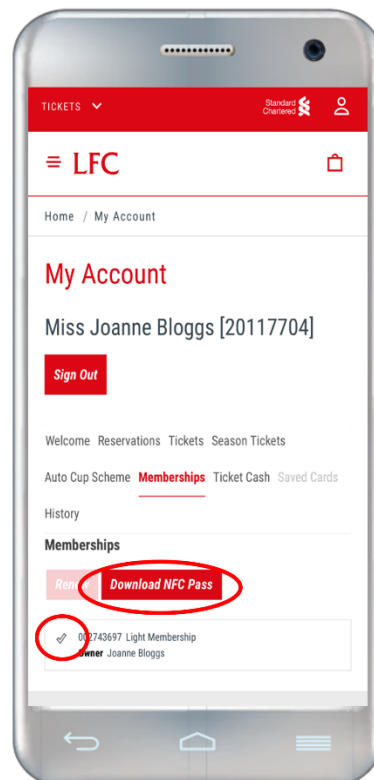 TICKETS
Standard Chartered
LFC
Home / My Account
My Account
Miss Joanne Bloggs [20117704]
Sign Out
Welcome Reservations Tickets Season Tickets
Auto Cup Scheme Memberships Ticket Cash Saved Cards
History
Memberships
Renew Download NFC Pass
002743697 Light Membership
Owner Joanne Bloggs